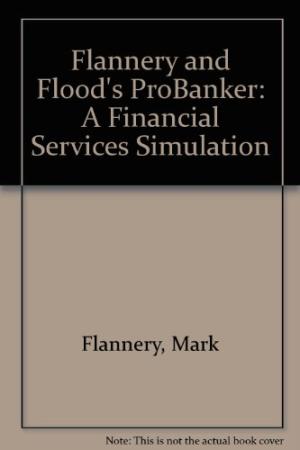 Flannery and
Flood's ProBanker:
A Financial
Services Simulation
Flannery, Mark
Note: This is not the actual book cover